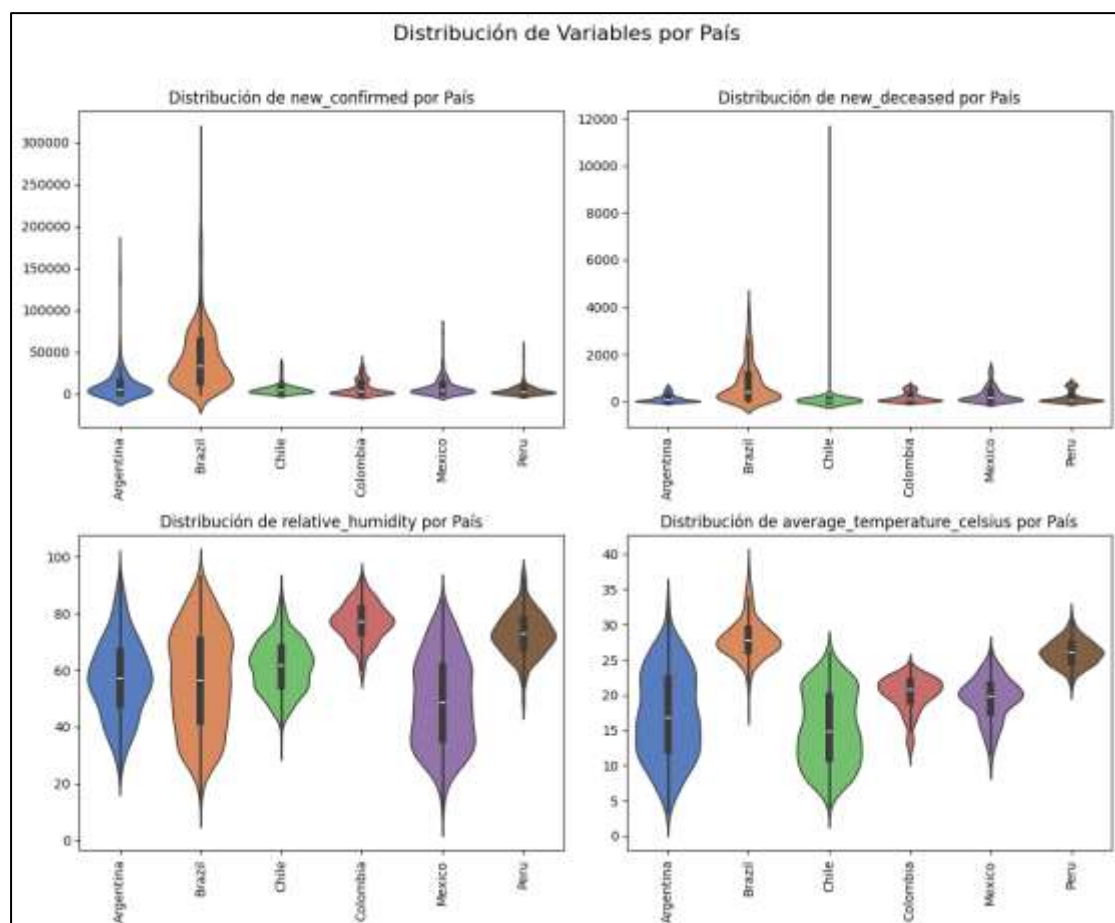 Distribución de Variables por País
Distribución de new_confirmed por País
300000
250000
200000
150000
100000
50000
0
Argentina
Brazil
Chile
Colombia
Mexico
Peru
Distribución de new_deceased por País
12000
10000
8000
6000
4000
2000
0
Argentina
Brazil
Chile
Colombia
Mexico
Peru
Distribución de relative_humidity por País
100
80
60
40
20
0
Argentina
Brazil
Chile
Colombia
Mexico
Peru
Distribución de average_temperature_celsius por País
40
35
30
25
20
15
10
5
0
Argentina
Brazil
Chile
Colombia
Mexico
Peru